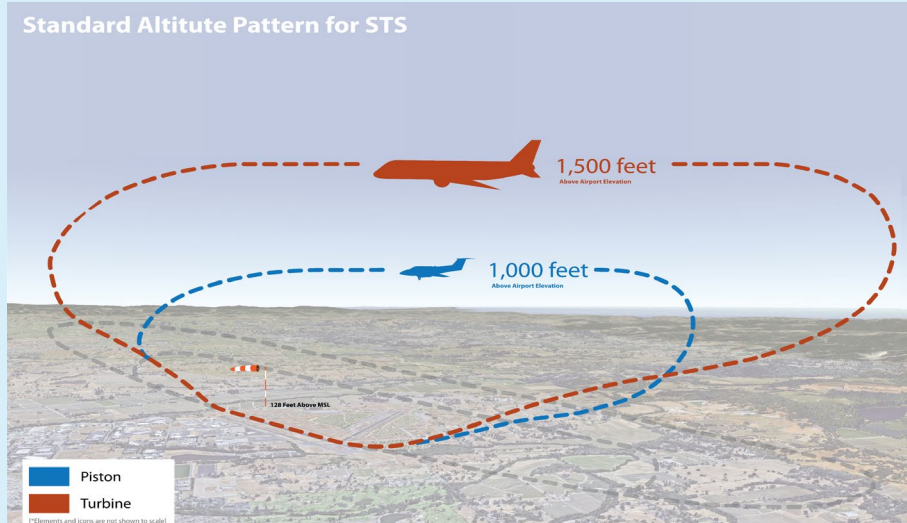 Standard Altitute Pattern for STS
1,500 feet
Above Airport Elevation
1,000 feet
Above Airport Elevation
128 Feet Above MSL
Piston
Turbine
(*Elements and icons are not shown to scale)